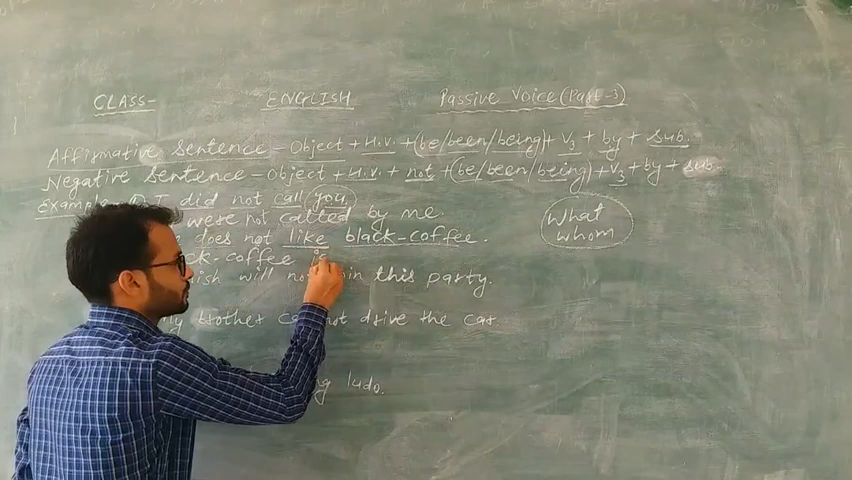 CLASS- ENGLISH Passive Voice (Part-3)
Affirmative Sentence - Object + H.V. + (be/been/being) + V3 + by + sub.
Negative Sentence - Object + H.V. + not + (be/been/being) + V3 + by + sub.
Example I did not call you.
were not called by me.
does not like black-coffee.
What
whom
ck-coffee is
ish will not in this party.
brother cannot drive the car.
ng ludo.